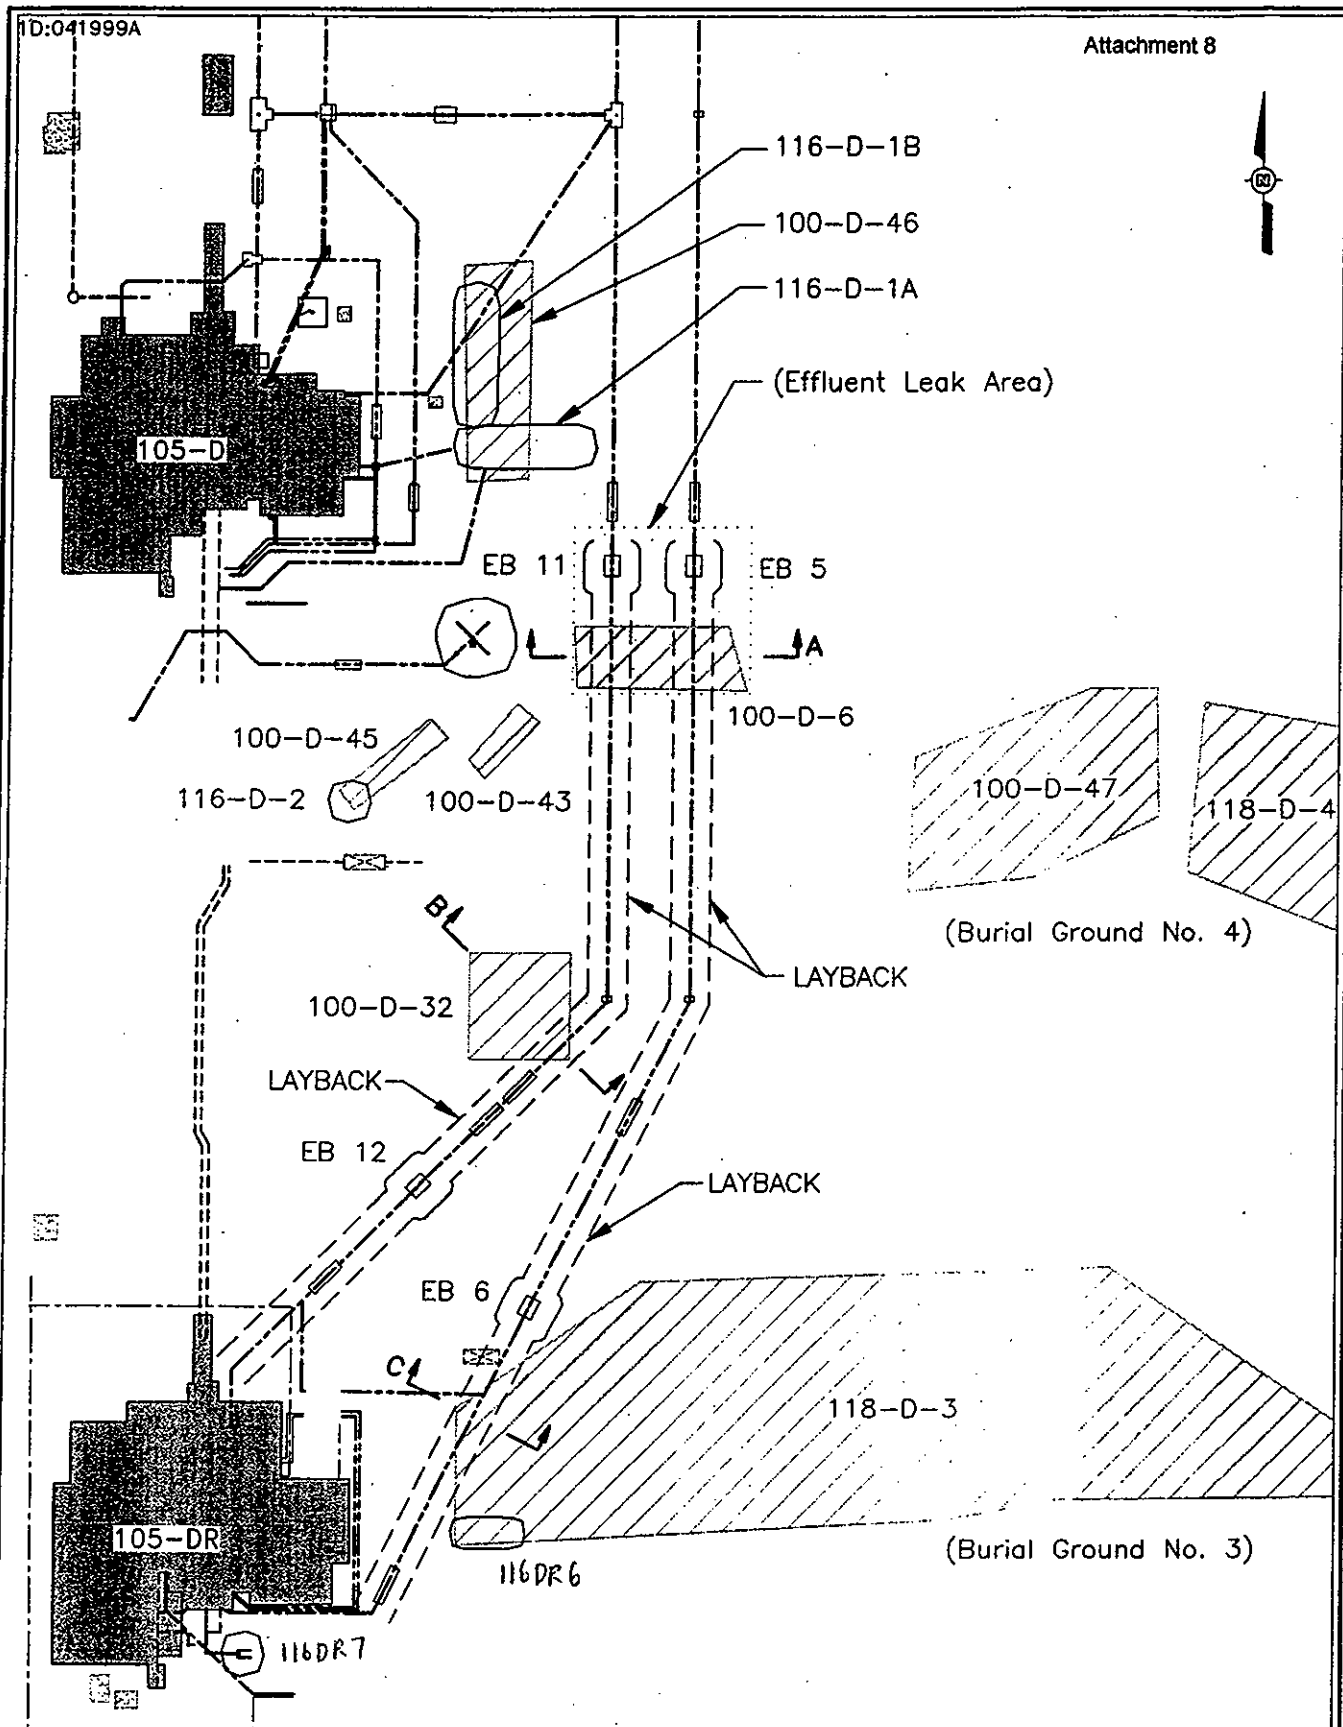 1D:041999A
Attachment 8
116-D-1B
100-D-46
116-D-1A
(Effluent Leak Area)
N
105-D
EB 11
EB 5
A
100-D-6
100-D-45
116-D-2
100-D-43
100-D-47
118-D-4
(Burial Ground No. 4)
B
100-D-32
LAYBACK
LAYBACK
EB 12
LAYBACK
EB 6
C
118-D-3
105-DR
116DR6
(Burial Ground No. 3)
116DR7